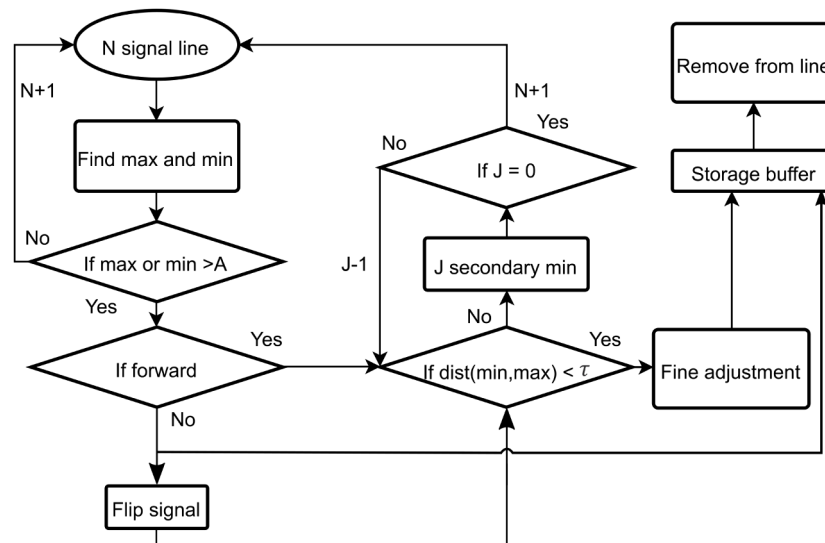 N signal line
N+1
Find max and min
No
If max or min >A
Yes
If forward
Yes
No
Flip signal
N+1
No
Yes
If J = 0
J-1
J secondary min
No
If dist(min,max) < τ
Yes
Fine adjustment
Storage buffer
Remove from line